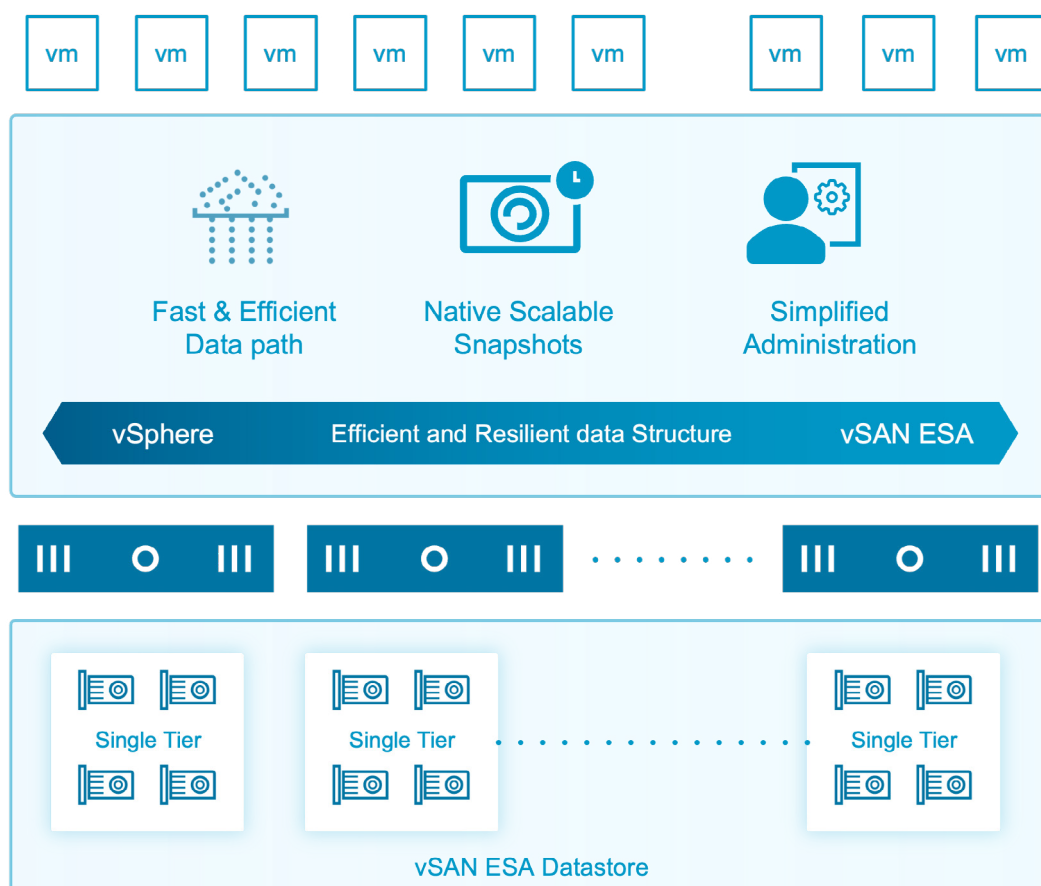 vm vm vm vm vm vm vm vm vm
Fast & Efficient
Data path
Native Scalable
Snapshots
Simplified
Administration
vSphere Efficient and Resilient data Structure vSAN ESA
Single Tier Single Tier Single Tier
vSAN ESA Datastore